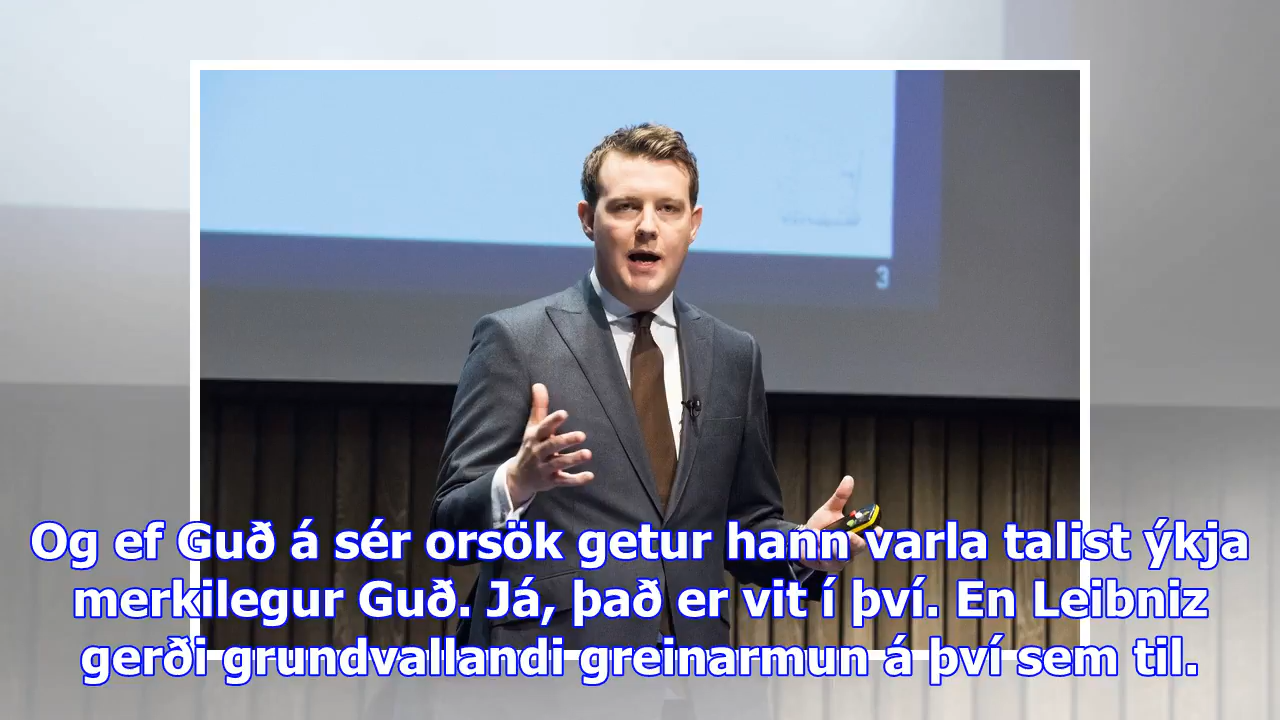 3
Og ef Guð á sér orsök getur hann varla talist ýkja
merkilegur Guð. Já, það er vit í því. En Leibniz
gerði grundvallandi greinarmun á því sem til.